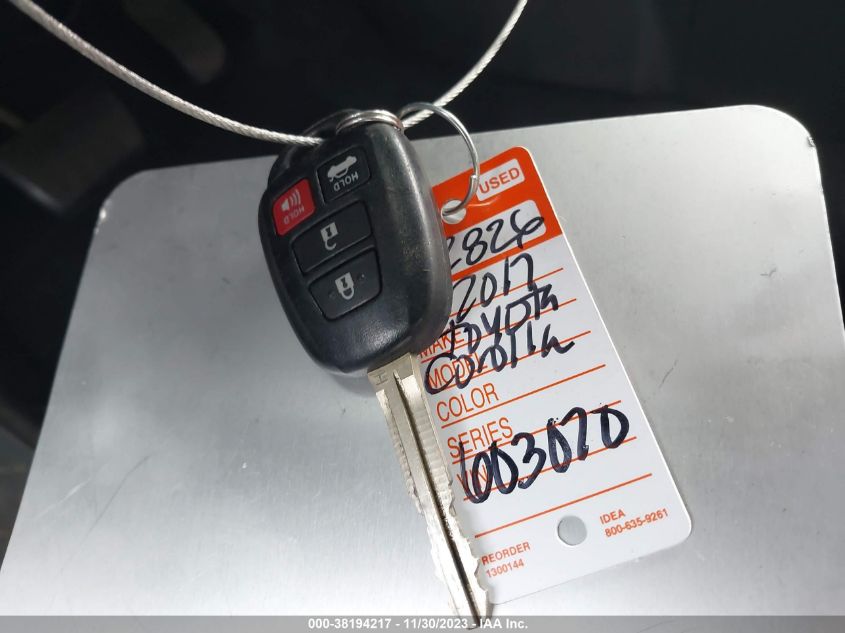 HOLD
HOLD
USED
2826
2017
MAKE Toyota
MODEL Corolla
COLOR
SERIES
VIN 003070
REORDER
1300144
IDEA
800-635-9261
H
000-38194217 - 11/30/2023 - IAA Inc.